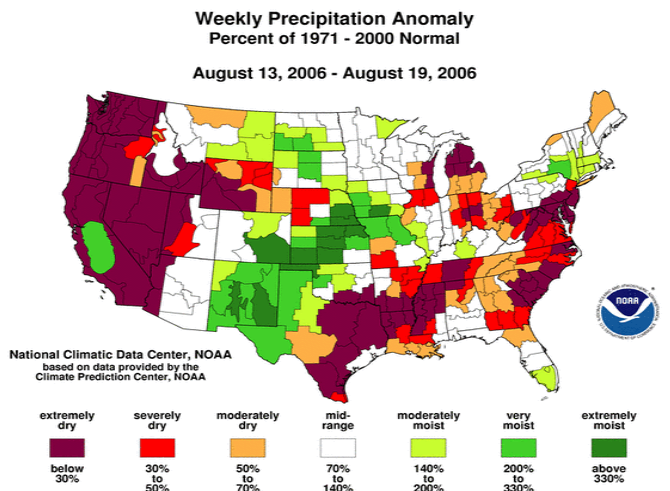 Weekly Precipitation Anomaly
Percent of 1971 - 2000 Normal
August 13, 2006 - August 19, 2006
NOAA
National Climatic Data Center, NOAA
based on data provided by the
Climate Prediction Center, NOAA
extremely dry
severely dry
moderately dry
mid-range
moderately moist
very moist
extremely moist
below 30%
30% to 50%
50% to 70%
70% to 140%
140% to 200%
200% to 330%
above 330%